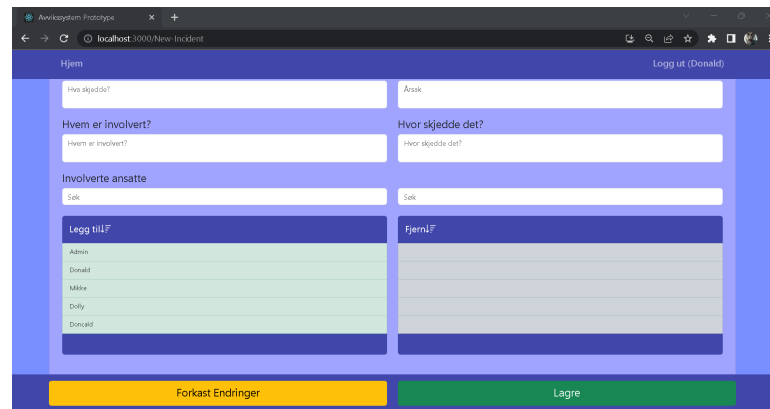 Avvikssystem Prototype
localhost:3000/New-Incident
Hjem
Logg ut (Donald)
Hva skjedde?
Årsak
Hvem er involvert?
Hvor skjedde det?
Hvem er involvert?
Hvor skjedde det?
Involverte ansatte
Søk
Søk
Legg til
Fjern
Admin
Donald
Mikke
Dolly
Doncald
Forkast Endringer
Lagre